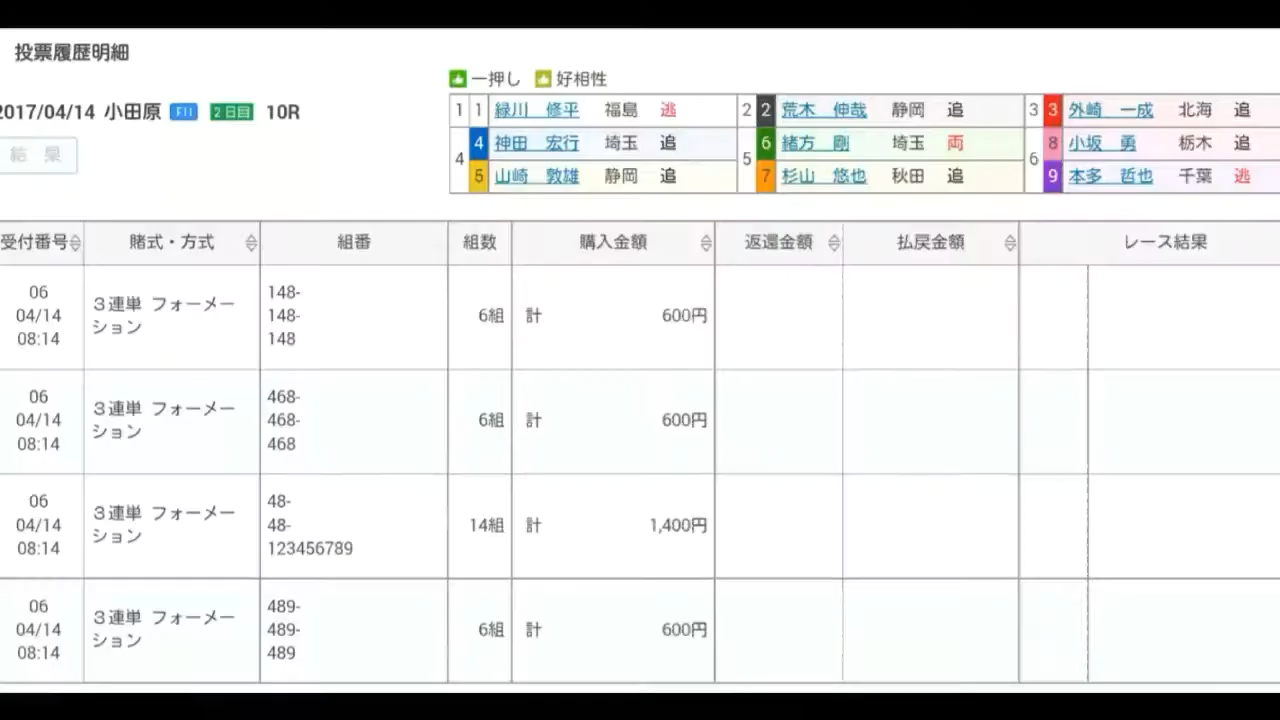 投票履歴明細
一押し 好相性
2017/04/14 小田原 FII 2日目 10R
1 1 緑川 修平 福島 逃 2 2 荒木 伸哉 静岡 追 3 3 外崎 一成 北海 追
4 4 神田 宏行 埼玉 追 5 6 緒方 剛 埼玉 両 6 8 小坂 勇 栃木 追
5 山崎 敦雄 静岡 追 7 杉山 悠也 秋田 追 9 本多 哲也 千葉 逃
結 果
受付番号 賭式・方式 組番 組数 購入金額 返還金額 払戻金額 レース結果
06
04/14
08:14
3連単 フォーメー
ション
148-
148-
148
6組 計 600円
06
04/14
08:14
3連単 フォーメー
ション
468-
468-
468
6組 計 600円
06
04/14
08:14
3連単 フォーメー
ション
48-
48-
123456789
14組 計 1,400円
06
04/14
08:14
3連単 フォーメー
ション
489-
489-
489
6組 計 600円